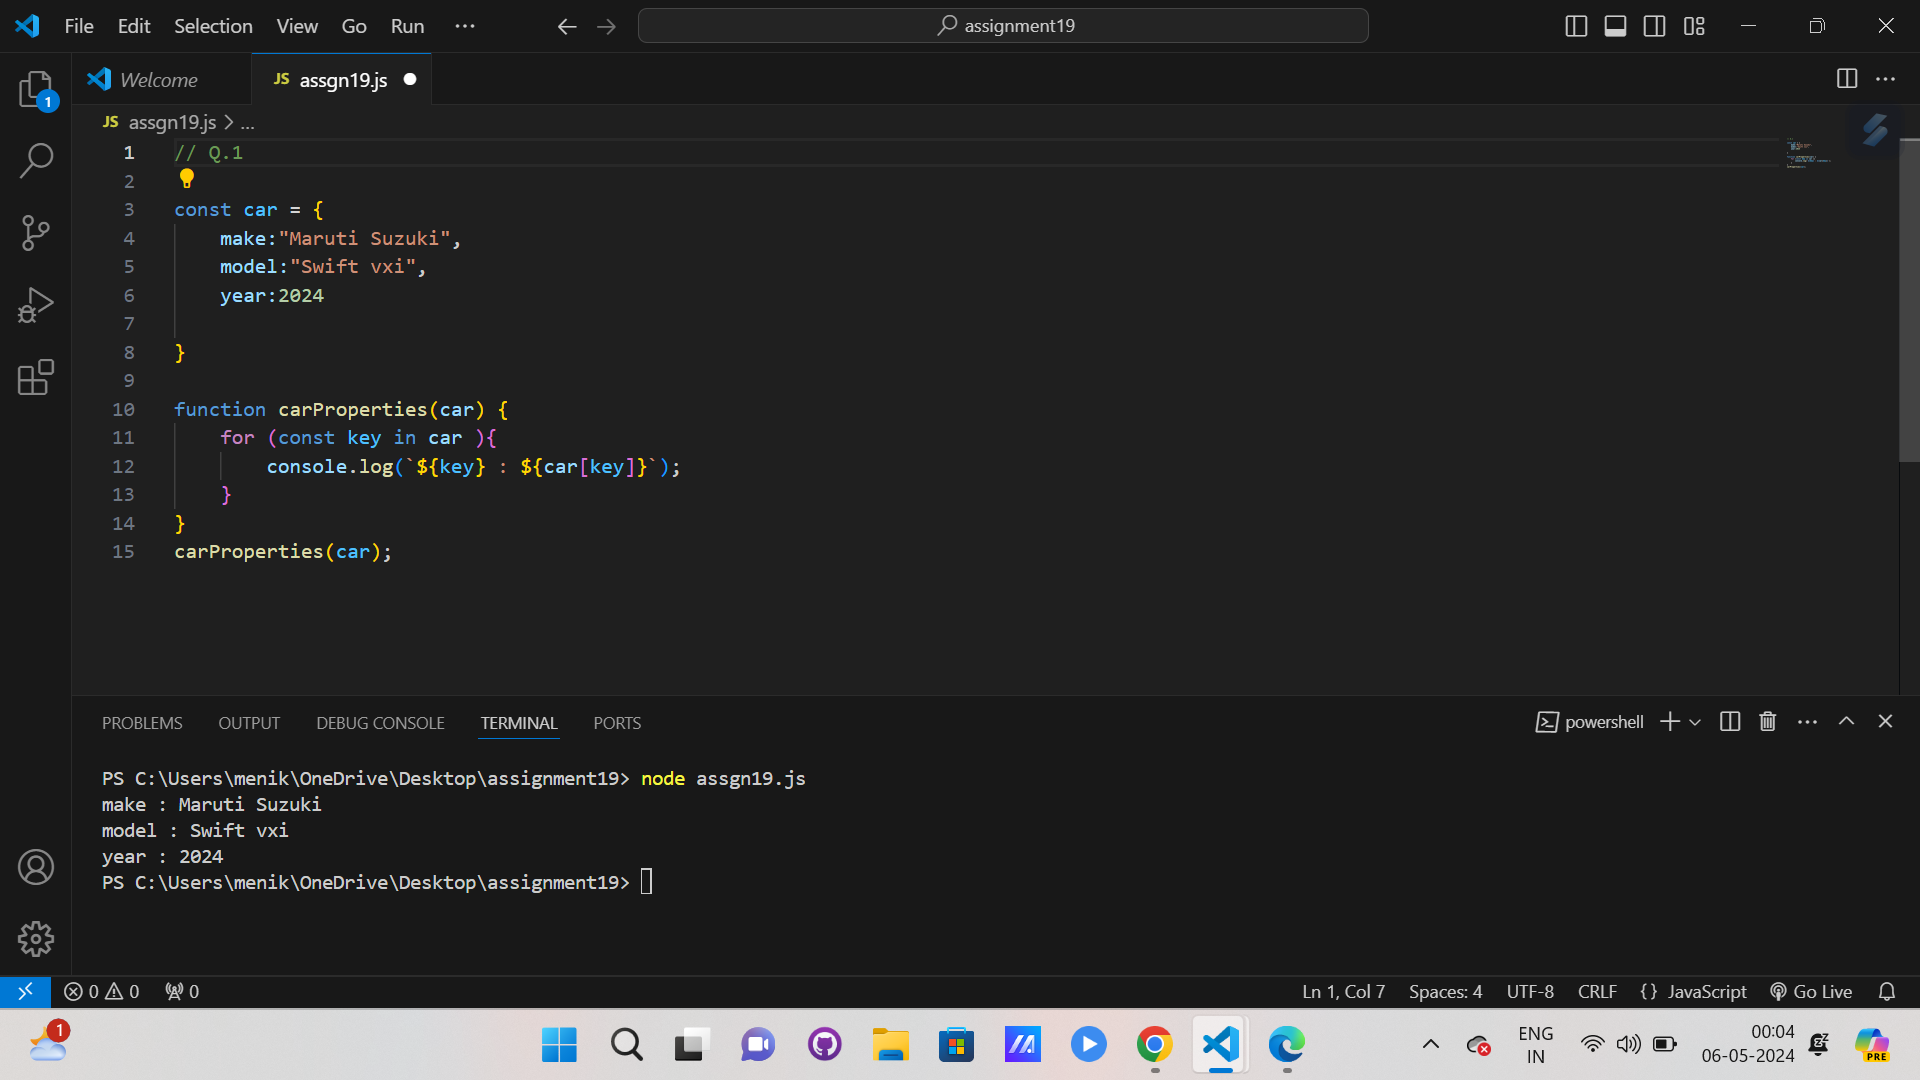 File Edit Selection View Go Run ... assignment19
Welcome JS assgn19.js
JS assgn19.js > ...
1 // Q.1
2
3 const car = {
4 make:"Maruti Suzuki",
5 model:"Swift vxi",
6 year:2024
7
8 }
9
10 function carProperties(car) {
11 for (const key in car ){
12 console.log(`${key} : ${car[key]}`);
13 }
14 }
15 carProperties(car);
PROBLEMS OUTPUT DEBUG CONSOLE TERMINAL PORTS powershell
PS C:\Users\menik\OneDrive\Desktop\assignment19> node assgn19.js
make : Maruti Suzuki
model : Swift vxi
year : 2024
PS C:\Users\menik\OneDrive\Desktop\assignment19>
0 0 0 Ln 1, Col 7 Spaces: 4 UTF-8 CRLF {} JavaScript Go Live
1 ENG 00:04
IN 06-05-2024 PRE